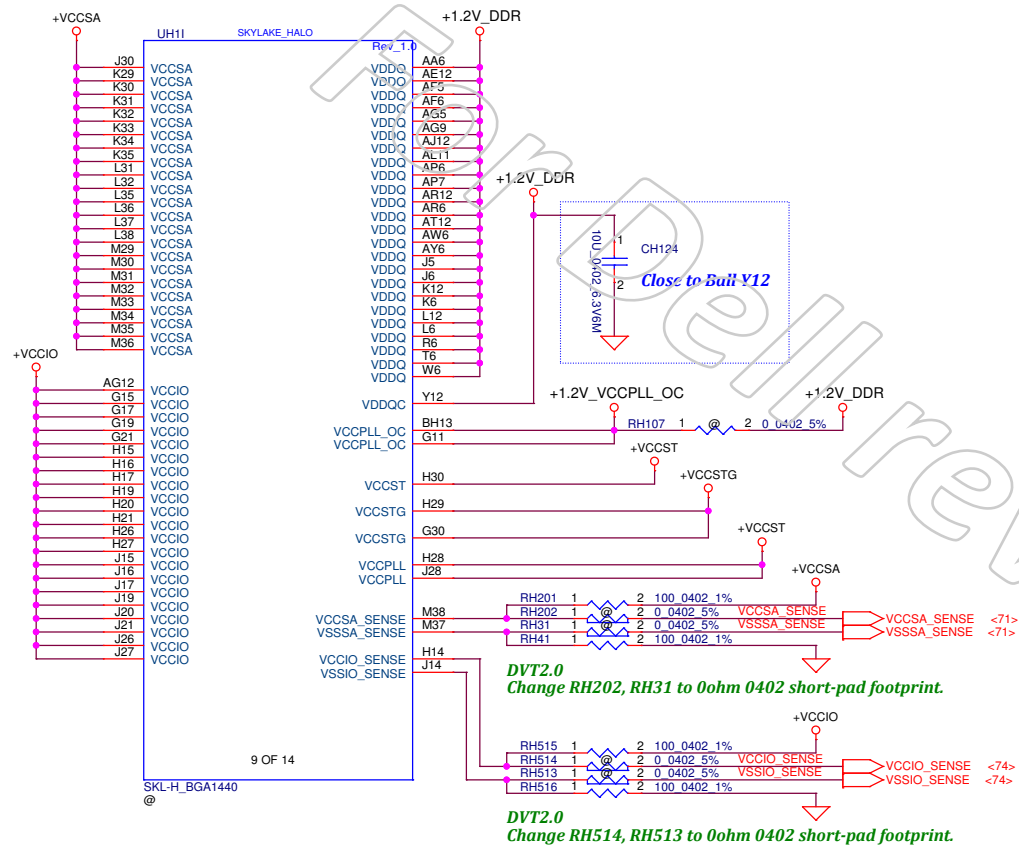 +VCCSA
UH1I
SKYLAKE_HALO
Rev_1.0
+1.2V_DDR
J30 VCCSA
K29 VCCSA
K30 VCCSA
K31 VCCSA
K32 VCCSA
K33 VCCSA
K34 VCCSA
K35 VCCSA
L31 VCCSA
L32 VCCSA
L35 VCCSA
L36 VCCSA
L37 VCCSA
L38 VCCSA
M29 VCCSA
M30 VCCSA
M31 VCCSA
M32 VCCSA
M33 VCCSA
M34 VCCSA
M35 VCCSA
M36 VCCSA
+VCCIO
AG12 VCCIO
G15 VCCIO
G17 VCCIO
G19 VCCIO
G21 VCCIO
H15 VCCIO
H16 VCCIO
H17 VCCIO
H19 VCCIO
H20 VCCIO
H21 VCCIO
H26 VCCIO
H27 VCCIO
J15 VCCIO
J16 VCCIO
J17 VCCIO
J19 VCCIO
J20 VCCIO
J21 VCCIO
J26 VCCIO
J27 VCCIO
VDDQ AA6
VDDQ AE12
VDDQ AF5
VDDQ AF6
VDDQ AG5
VDDQ AG9
VDDQ AJ12
VDDQ AL11
VDDQ AP6
VDDQ AP7
VDDQ AR12
VDDQ AR6
VDDQ AT12
VDDQ AW6
VDDQ AY6
VDDQ J5
VDDQ J6
VDDQ K12
VDDQ K6
VDDQ L12
VDDQ L6
VDDQ R6
VDDQ T6
VDDQ W6
VDDQC Y12
VCCPLL_OC BH13
VCCPLL_OC G11
VCCST H30
VCCSTG H29
VCCSTG G30
VCCPLL H28
VCCPLL J28
VCCSA_SENSE M38
VSSSA_SENSE M37
VCCIO_SENSE H14
VSSIO_SENSE J14
9 OF 14
SKL-H_BGA1440
@
+1.2V_DDR
1
CH124
10U_0402_6.3V6M
2
Close to Ball Y12
+1.2V_VCCPLL_OC
+1.2V_DDR
RH107 1 @ 2 0_0402_5%
+VCCST
+VCCSTG
+VCCST
+VCCSA
RH201 1 2 100_0402_1%
RH202 1 @ 2 0_0402_5% VCCSA_SENSE VCCSA_SENSE <71>
RH31 1 @ 2 0_0402_5% VSSSA_SENSE VSSSA_SENSE <71>
RH41 1 2 100_0402_1%
DVT2.0
Change RH202, RH31 to 0ohm 0402 short-pad footprint.
+VCCIO
RH515 1 2 100_0402_1%
RH514 1 @ 2 0_0402_5% VCCIO_SENSE VCCIO_SENSE <74>
RH513 1 @ 2 0_0402_5% VSSIO_SENSE VSSIO_SENSE <74>
RH516 1 2 100_0402_1%
DVT2.0
Change RH514, RH513 to 0ohm 0402 short-pad footprint.
For Dell rev